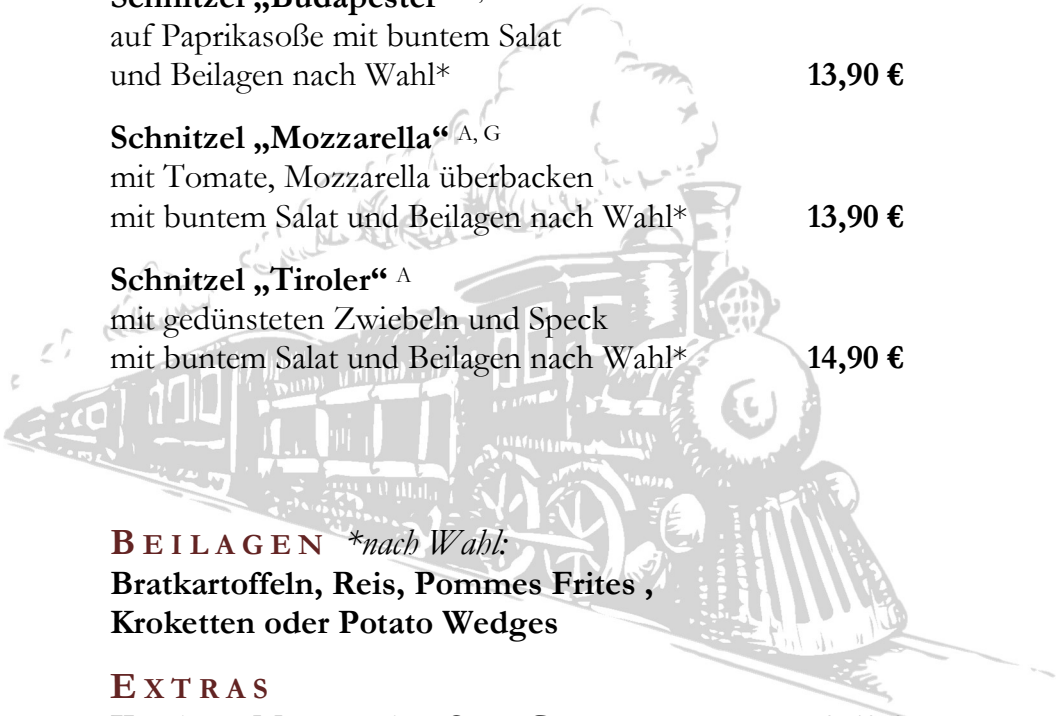 Schnitzel „Budapester“
auf Paprikasoße mit buntem Salat
und Beilagen nach Wahl* 13,90 €
Schnitzel „Mozzarella“ A, G
mit Tomate, Mozzarella überbacken
mit buntem Salat und Beilagen nach Wahl* 13,90 €
Schnitzel „Tiroler“ A
mit gedünsteten Zwiebeln und Speck
mit buntem Salat und Beilagen nach Wahl* 14,90 €
BEILAGEN *nach Wahl:
Bratkartoffeln, Reis, Pommes Frites ,
Kroketten oder Potato Wedges
EXTRAS